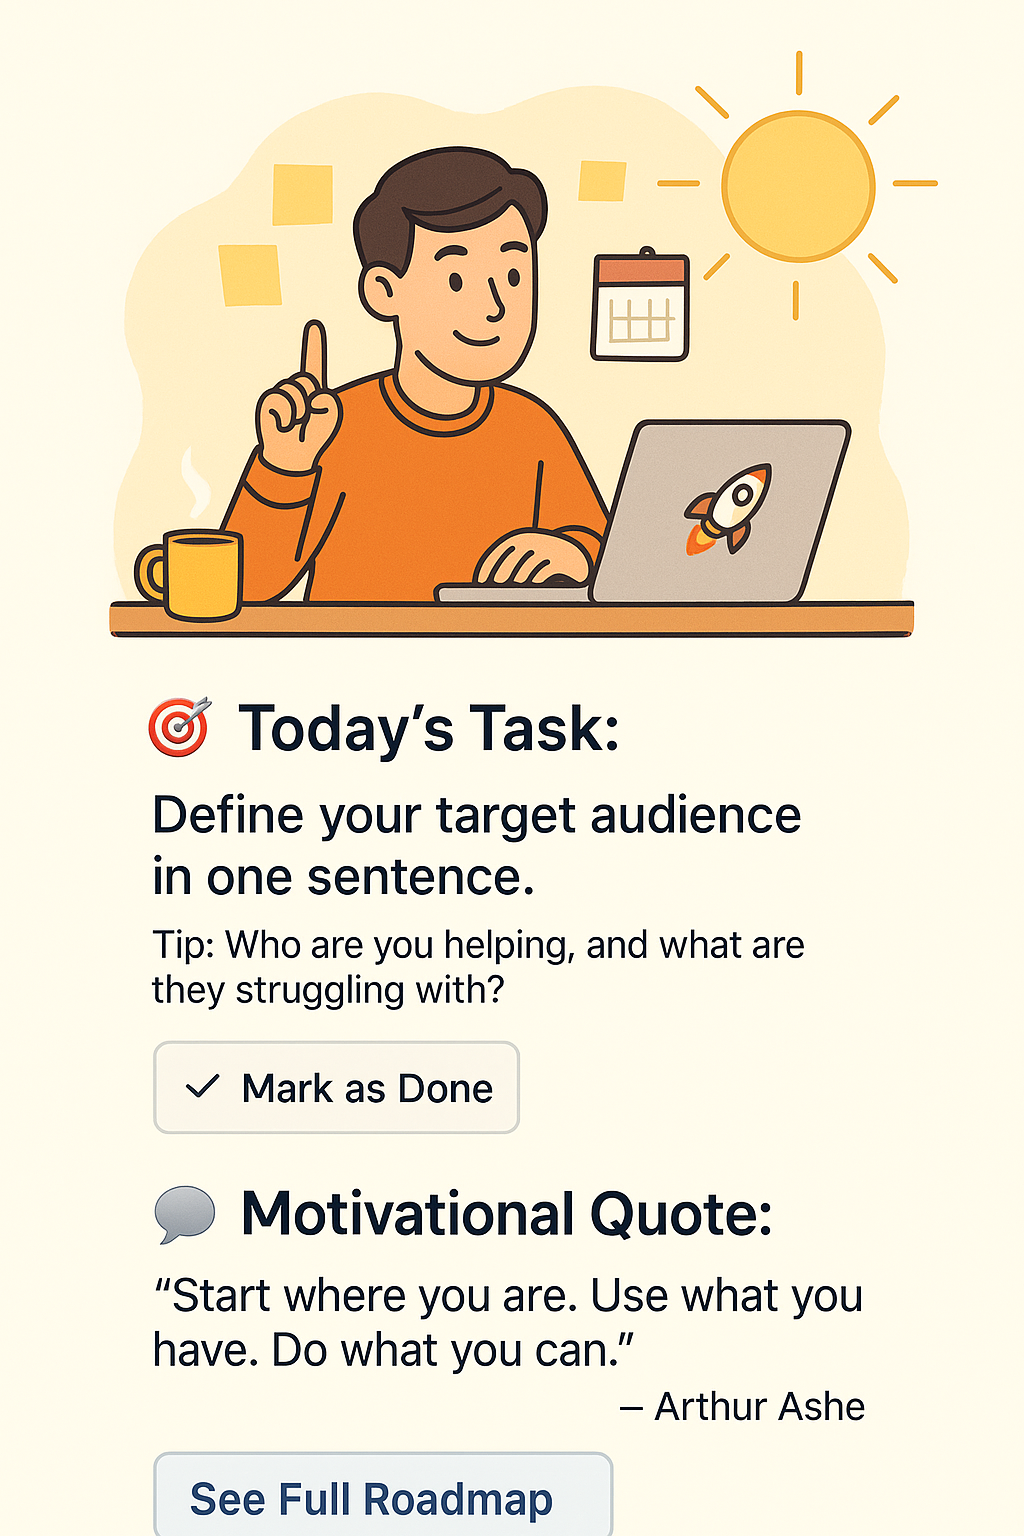 Today’s Task:
Define your target audience
in one sentence.
Tip: Who are you helping, and what are
they struggling with?
Mark as Done
Motivational Quote:
“Start where you are. Use what you
have. Do what you can.”
– Arthur Ashe
See Full Roadmap